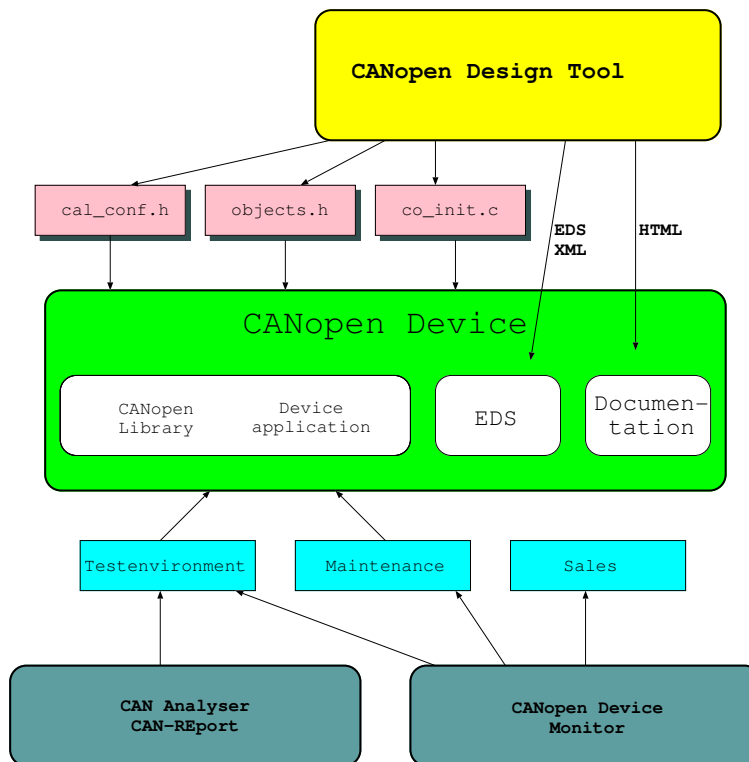 CANopen Design Tool
cal_conf.h
objects.h
co_init.c
EDS
XML
HTML
CANopen Device
CANopen
Library
Device
application
EDS
Documen-
tation
Testenvironment
Maintenance
Sales
CAN Analyser
CAN-REport
CANopen Device
Monitor